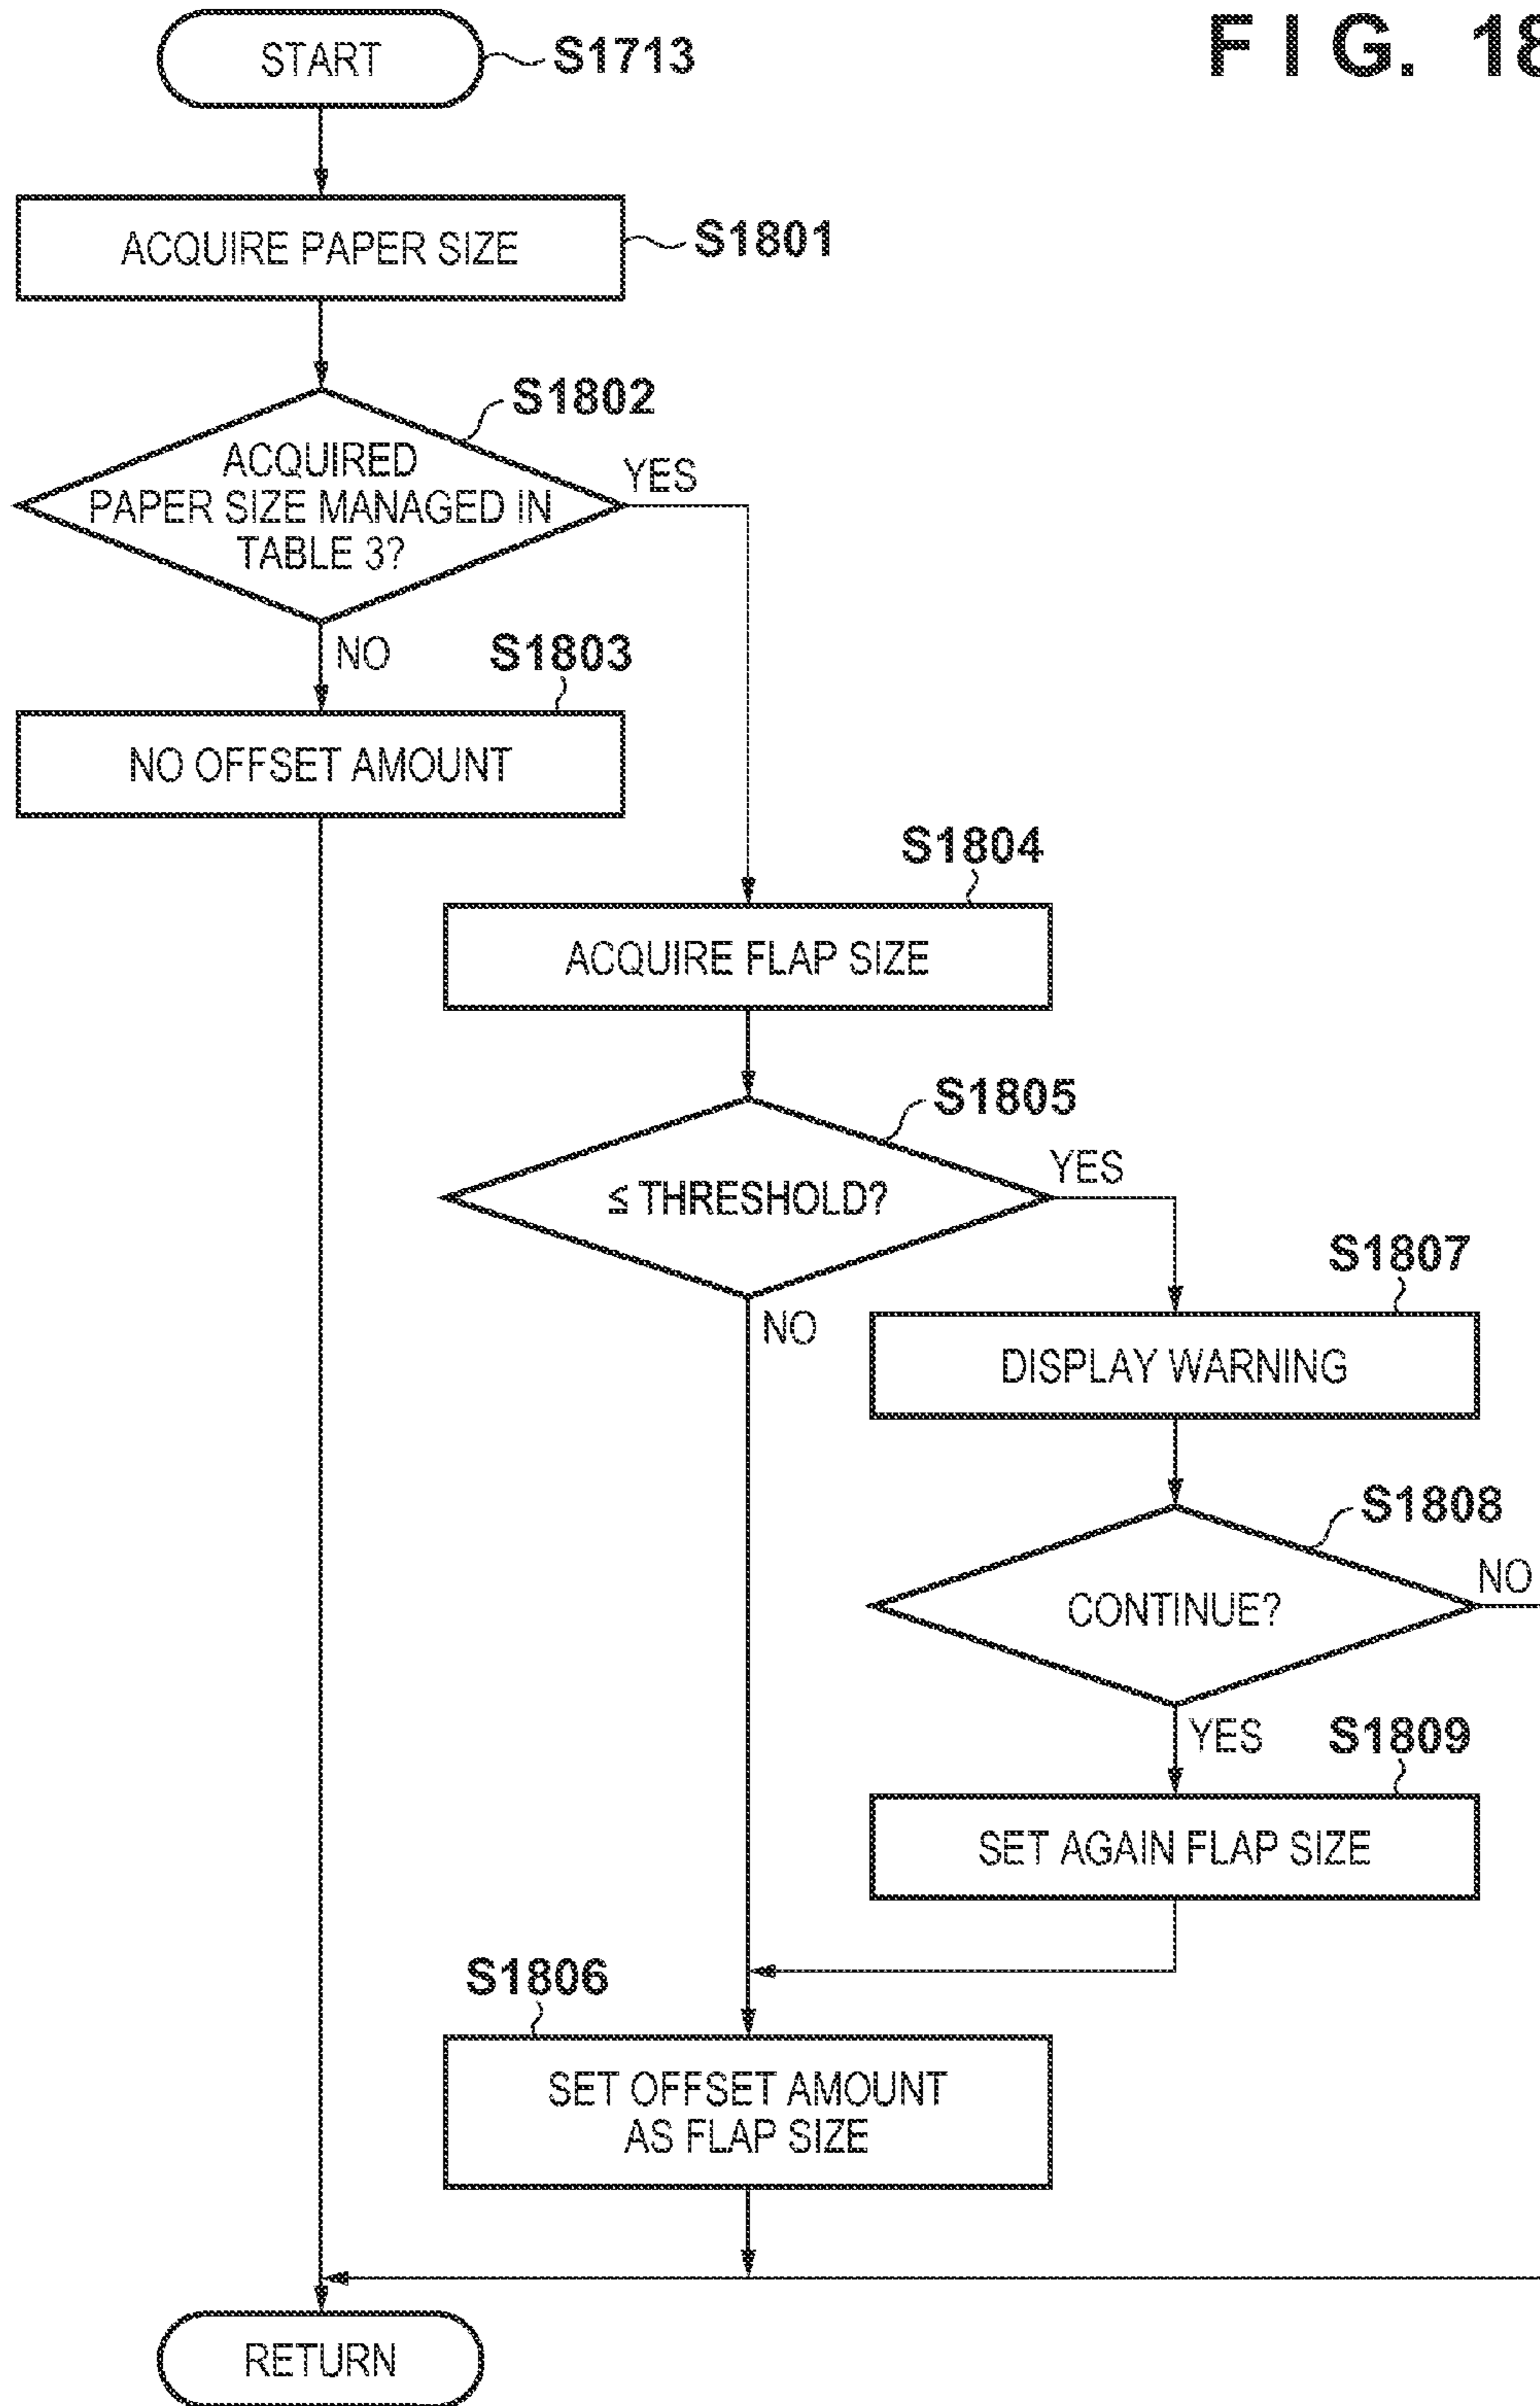 FIG. 18
START
S1713
ACQUIRE PAPER SIZE
S1801
S1802
ACQUIRED
PAPER SIZE MANAGED IN
TABLE 3?
YES
NO
S1803
NO OFFSET AMOUNT
S1804
ACQUIRE FLAP SIZE
S1805
≤ THRESHOLD?
YES
NO
S1807
DISPLAY WARNING
S1808
CONTINUE?
NO
YES
S1809
SET AGAIN FLAP SIZE
S1806
SET OFFSET AMOUNT
AS FLAP SIZE
RETURN